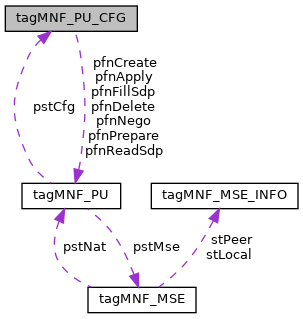 tagMNF_PU_CFG
pfnCreate
pfnApply
pfnFillSdp
pstCfg
pfnDelete
pfnNego
pfnPrepare
pfnReadSdp
tagMNF_PU
tagMNF_MSE_INFO
pstNat
pstMse
stPeer
stLocal
tagMNF_MSE